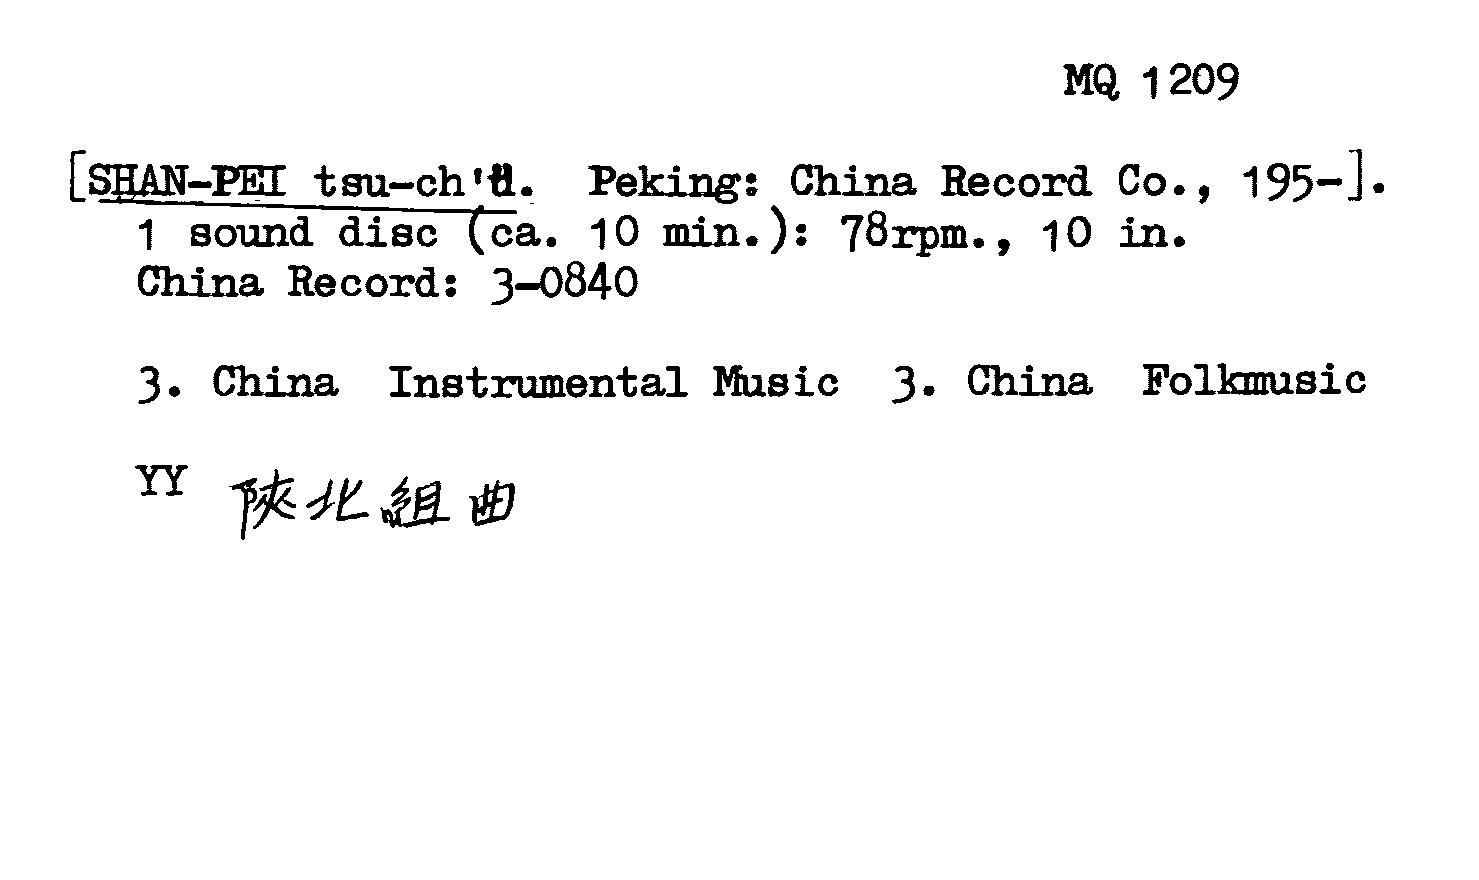 MQ 1209
[SHAN-PEI tsu-ch'ü. Peking: China Record Co., 195-].
1 sound disc (ca. 10 min.): 78rpm., 10 in.
China Record: 3-0840
3. China Instrumental Music 3. China Folkmusic
YY 陝北組曲